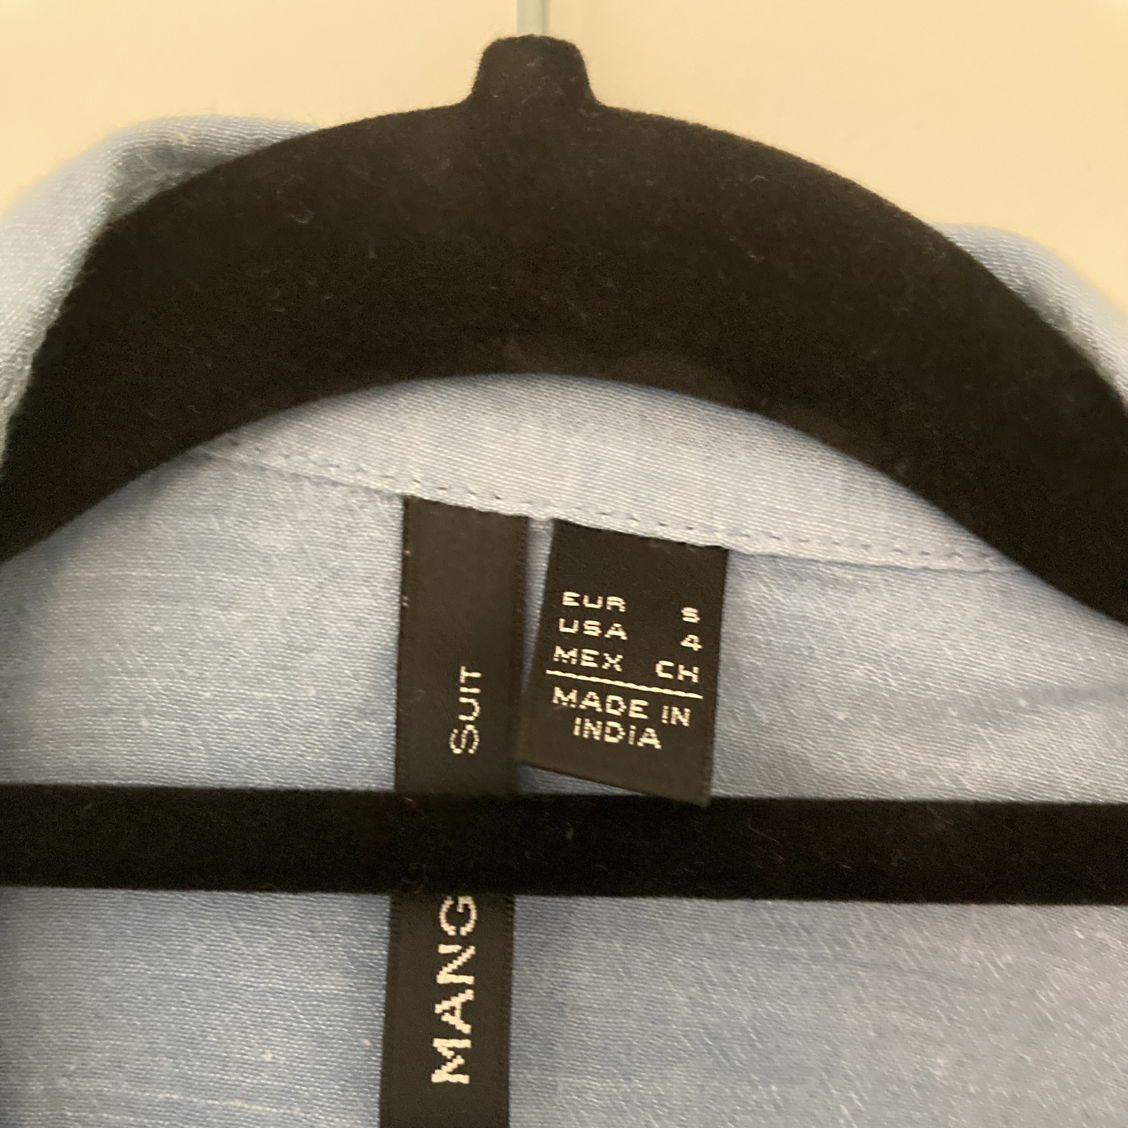 EUR S
USA 4
MEX CH
MADE IN
INDIA
MANG
SUIT